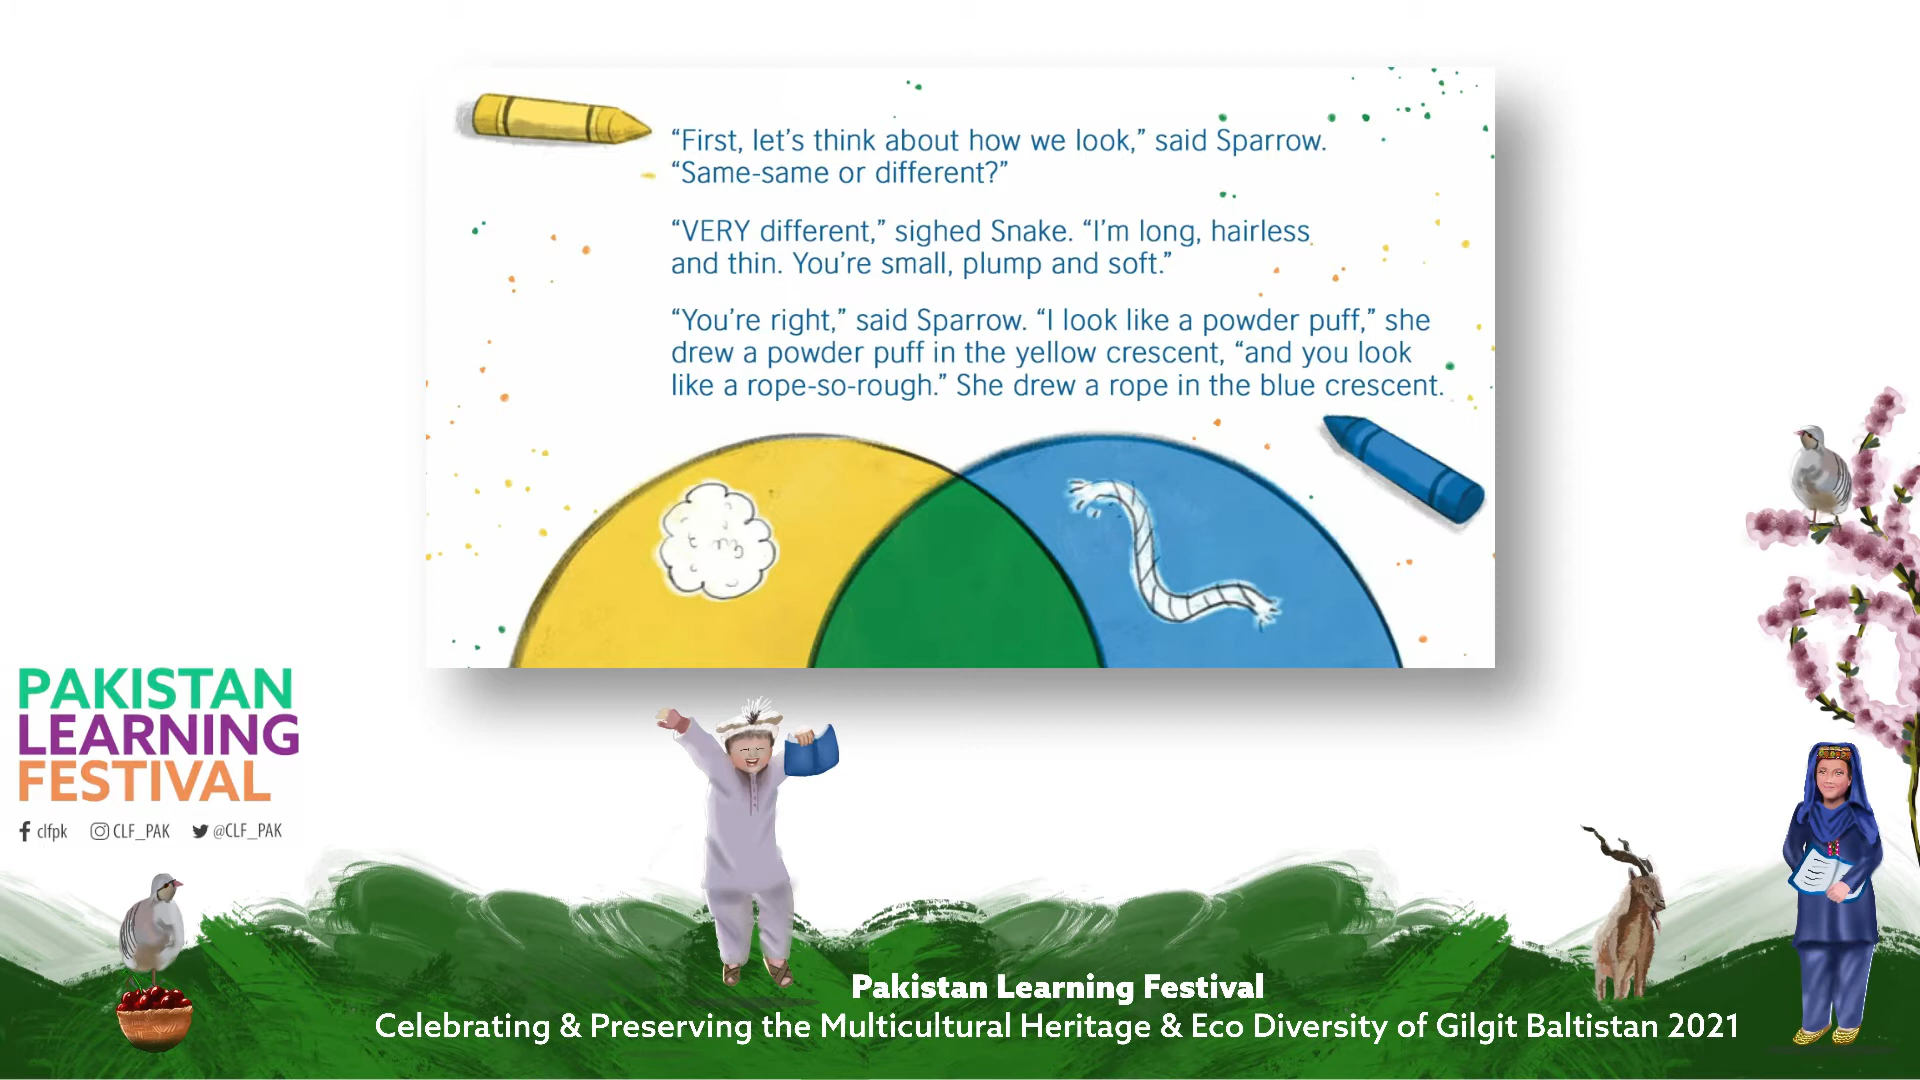 “First, let’s think about how we look,” said Sparrow.
“Same-same or different?”
“VERY different,” sighed Snake. “I’m long, hairless
and thin. You’re small, plump and soft.”
“You’re right,” said Sparrow. “I look like a powder puff,” she
drew a powder puff in the yellow crescent, “and you look
like a rope-so-rough.” She drew a rope in the blue crescent.
PAKISTAN
LEARNING
FESTIVAL
clfpk CLF_PAK @CLF_PAK
Pakistan Learning Festival
Celebrating & Preserving the Multicultural Heritage & Eco Diversity of Gilgit Baltistan 2021